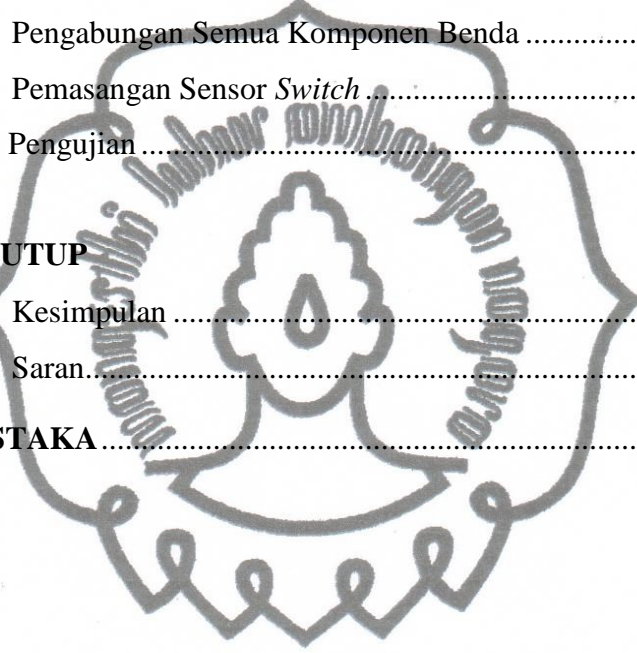 Pengabungan Semua Komponen Benda ................
Pemasangan Sensor Switch ........................................
Pengujian ....................................................................
UTUP
Kesimpulan ................................................................
Saran............................................................................
STAKA..........................................................................